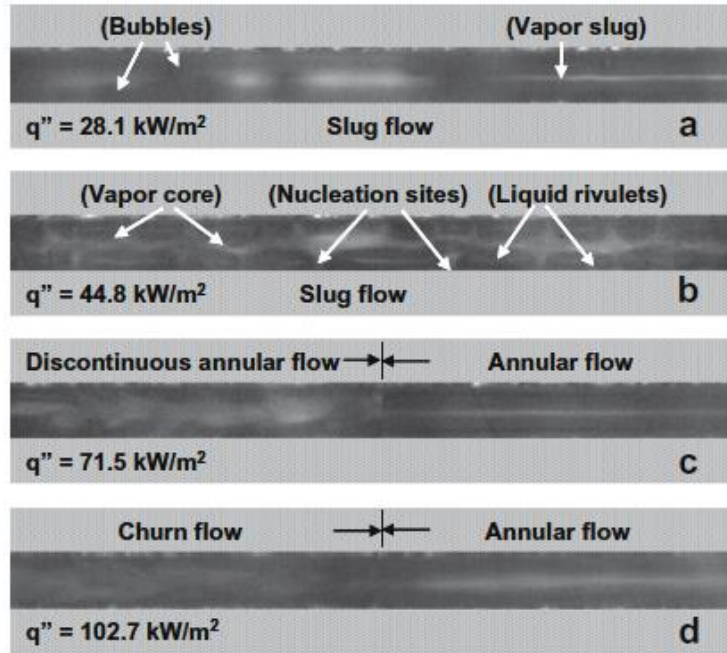 (Bubbles) (Vapor slug)
q” = 28.1 kW/m² Slug flow a
(Vapor core) (Nucleation sites) (Liquid rivulets)
q” = 44.8 kW/m² Slug flow b
Discontinuous annular flow Annular flow
q” = 71.5 kW/m² c
Churn flow Annular flow
q” = 102.7 kW/m² d